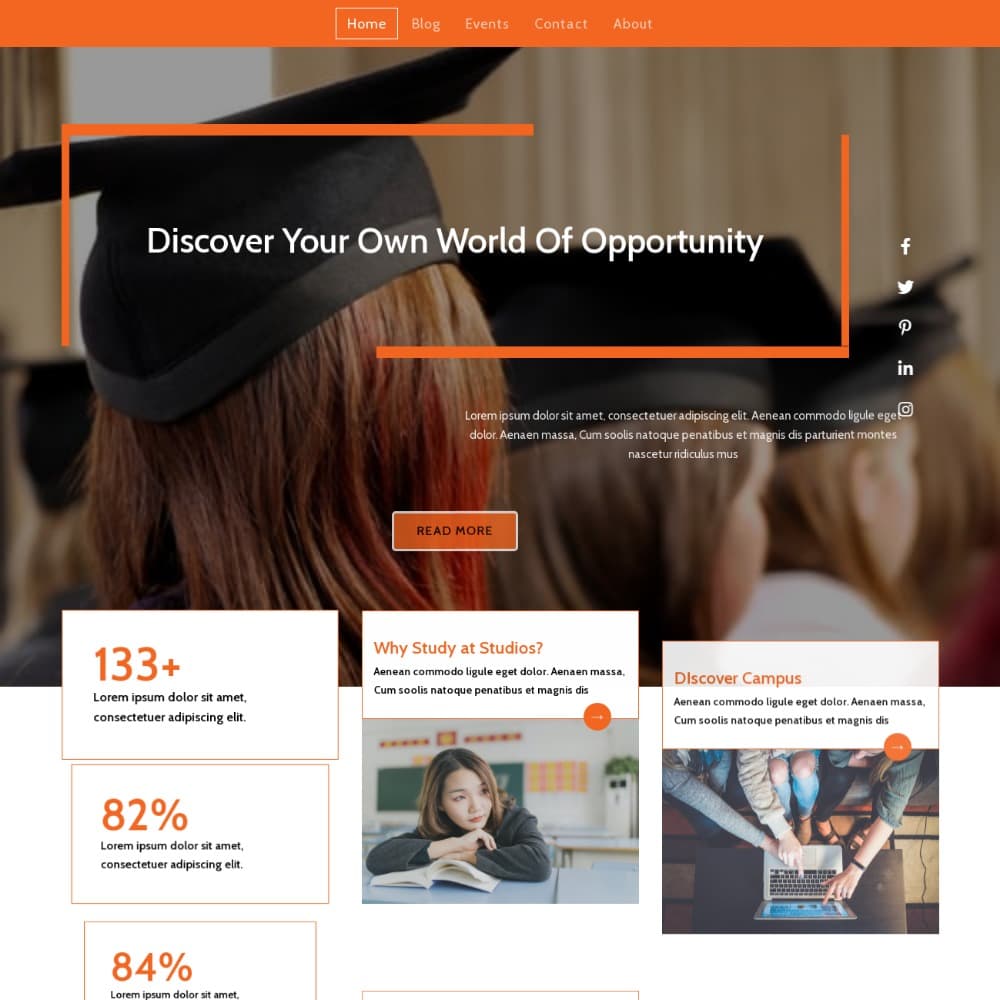 Home Blog Events Contact About
Discover Your Own World Of Opportunity
Lorem ipsum dolor sit amet, consectetuer adipiscing elit. Aenean commodo ligule eget
dolor. Aenaen massa, Cum soolis natoque penatibus et magnis dis parturient montes
nascetur ridiculus mus
READ MORE
133+
Lorem ipsum dolor sit amet,
consectetuer adipiscing elit.
Why Study at Studios?
Aenean commodo ligule eget dolor. Aenaen massa,
Cum soolis natoque penatibus et magnis dis
DIscover Campus
Aenean commodo ligule eget dolor. Aenaen massa,
Cum soolis natoque penatibus et magnis dis
82%
Lorem ipsum dolor sit amet,
consectetuer adipiscing elit.
84%
Lorem ipsum dolor sit amet,